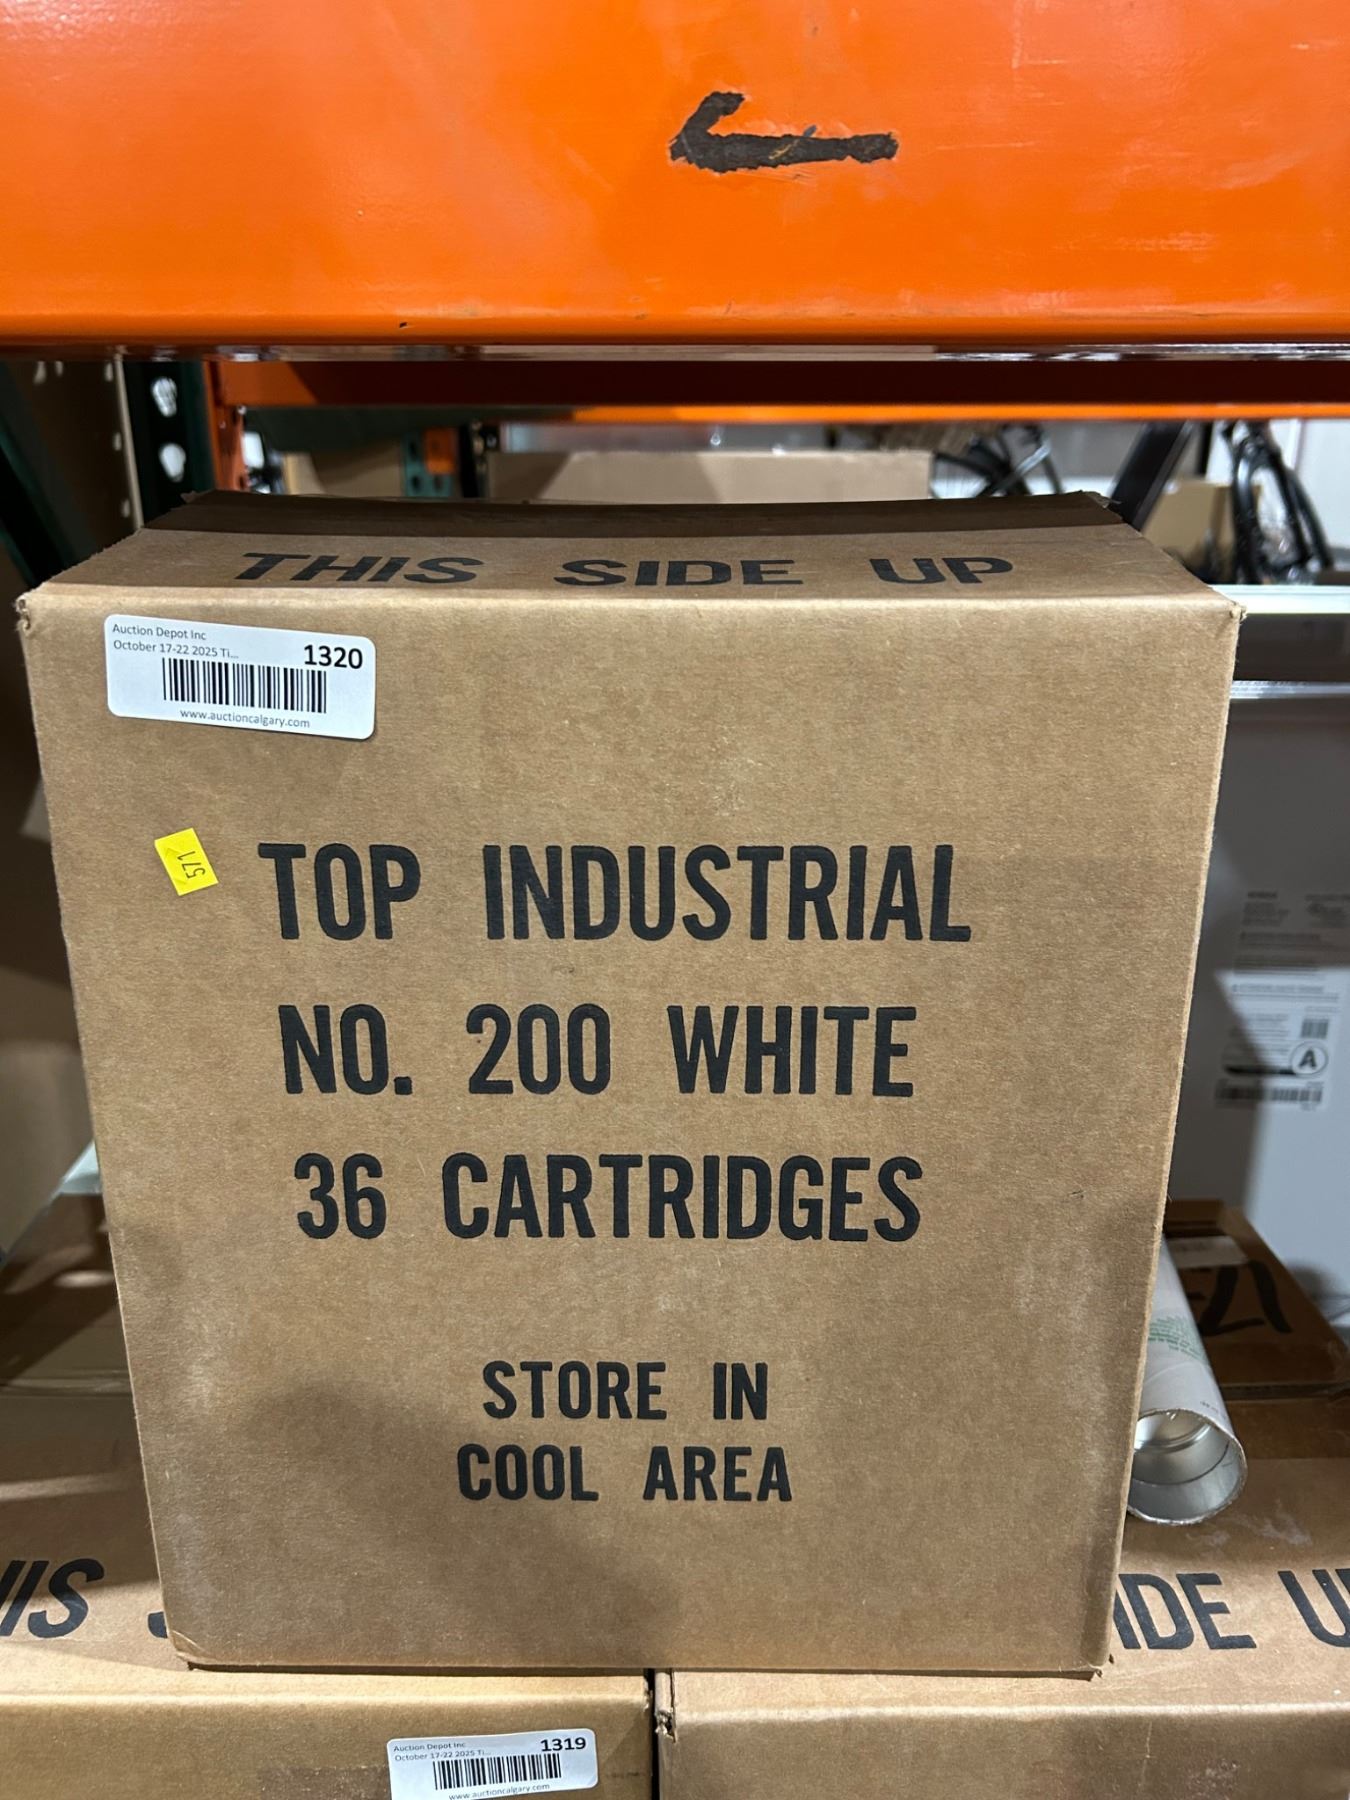 THIS SIDE UP
Auction Depot Inc
October 17-22 2025 Ti...
1320
www.auctioncalgary.com
571
TOP INDUSTRIAL
NO. 200 WHITE
36 CARTRIDGES
STORE IN
COOL AREA
A
IDE
Auction Depot Inc
October 17-22 2025 Ti...
1319
www.auctioncalgary.com